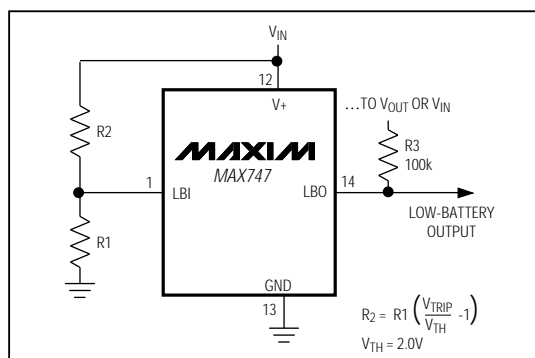 VIN
12
V+
...TO VOUT OR VIN
R2
R3
100k
MAXIM
MAX747
1
LBI
LBO
14
LOW-BATTERY
OUTPUT
R1
GND
13
R2 = R1 (VTRIP/VTH -1)
VTH = 2.0V